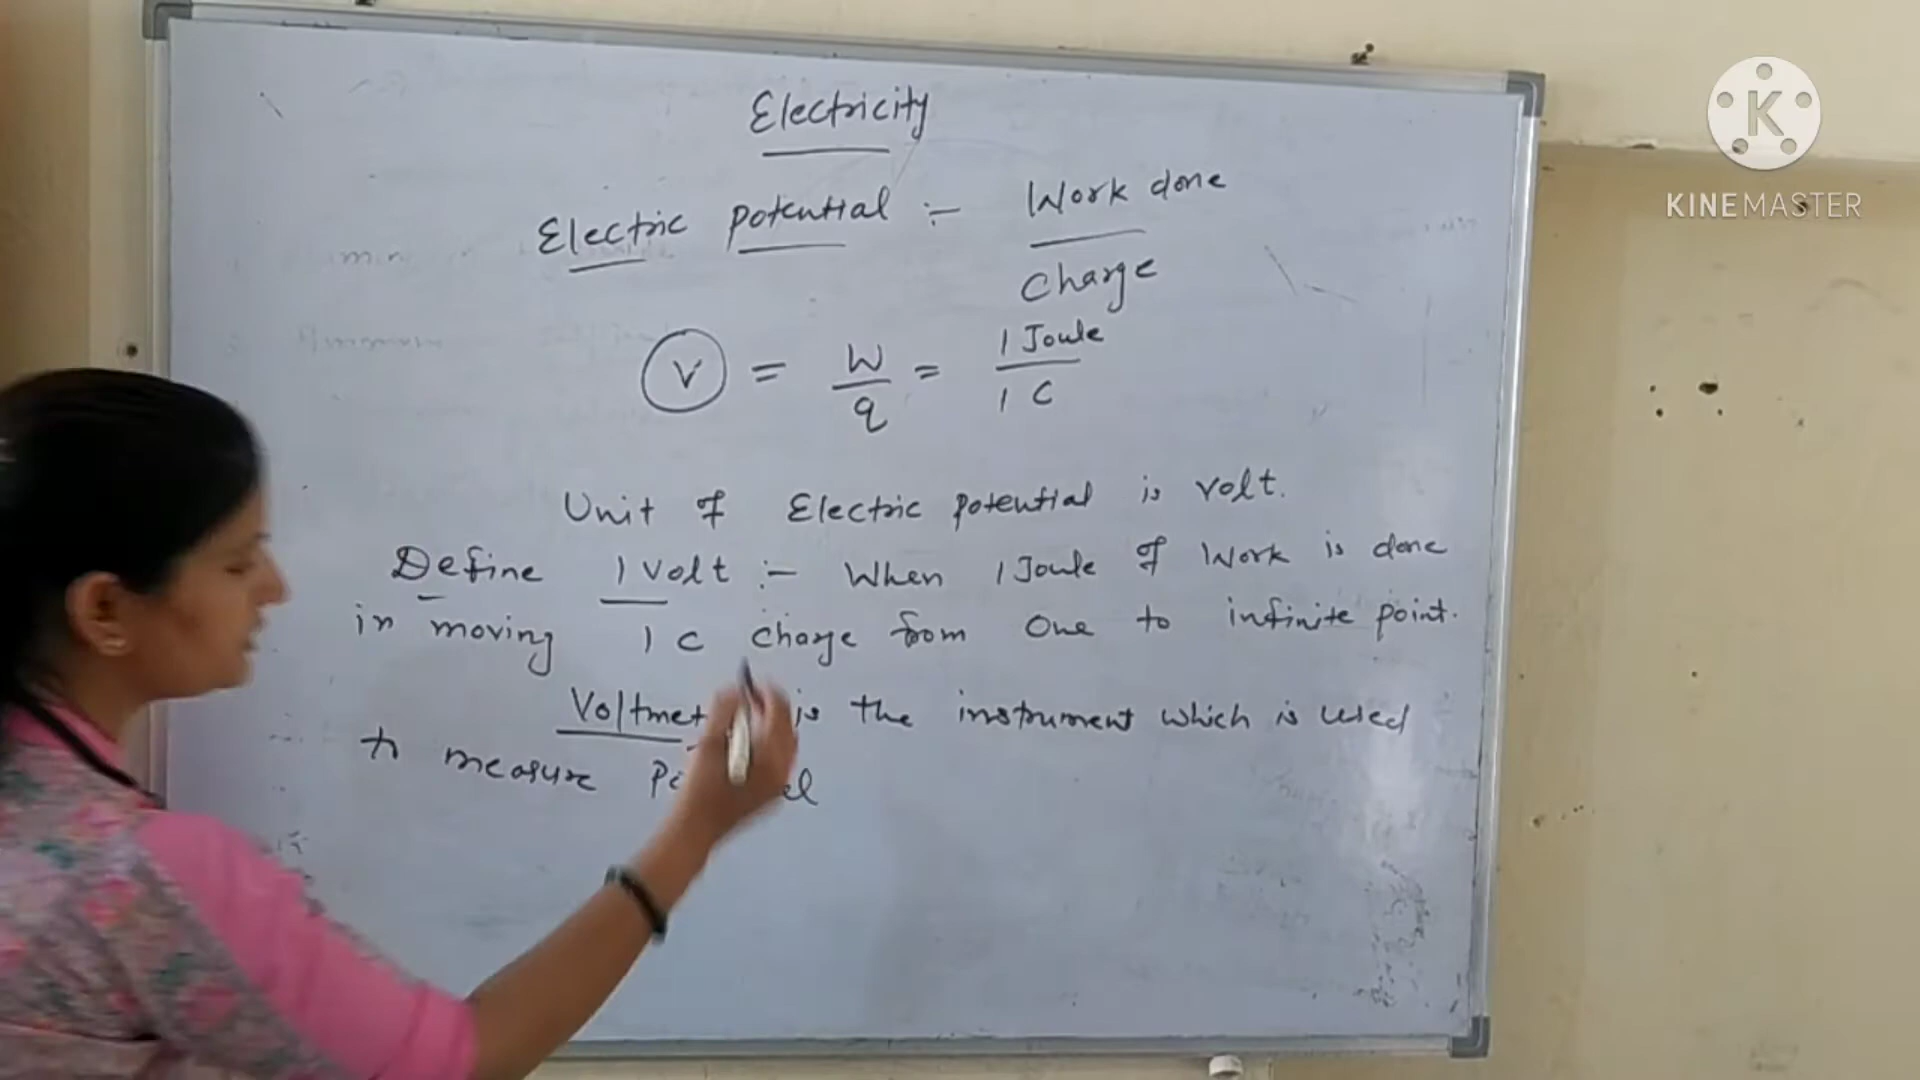 Electricity
Electric potential :- Work done
Charge
V = W = 1 Joule
q 1 C
Unit of Electric potential is volt.
Define 1 Volt :- When 1 Joule of Work is done
in moving 1 C charge from One to infinite point.
is the instrument which is used
to measure
K
KINEMASTER